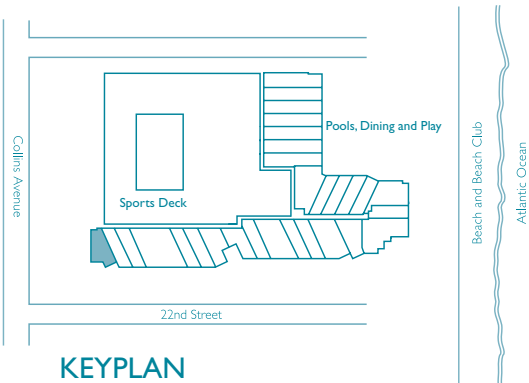 Pools, Dining and Play
Collins Avenue
Sports Deck
Beach and Beach Club
Atlantic Ocean
22nd Street
KEYPLAN